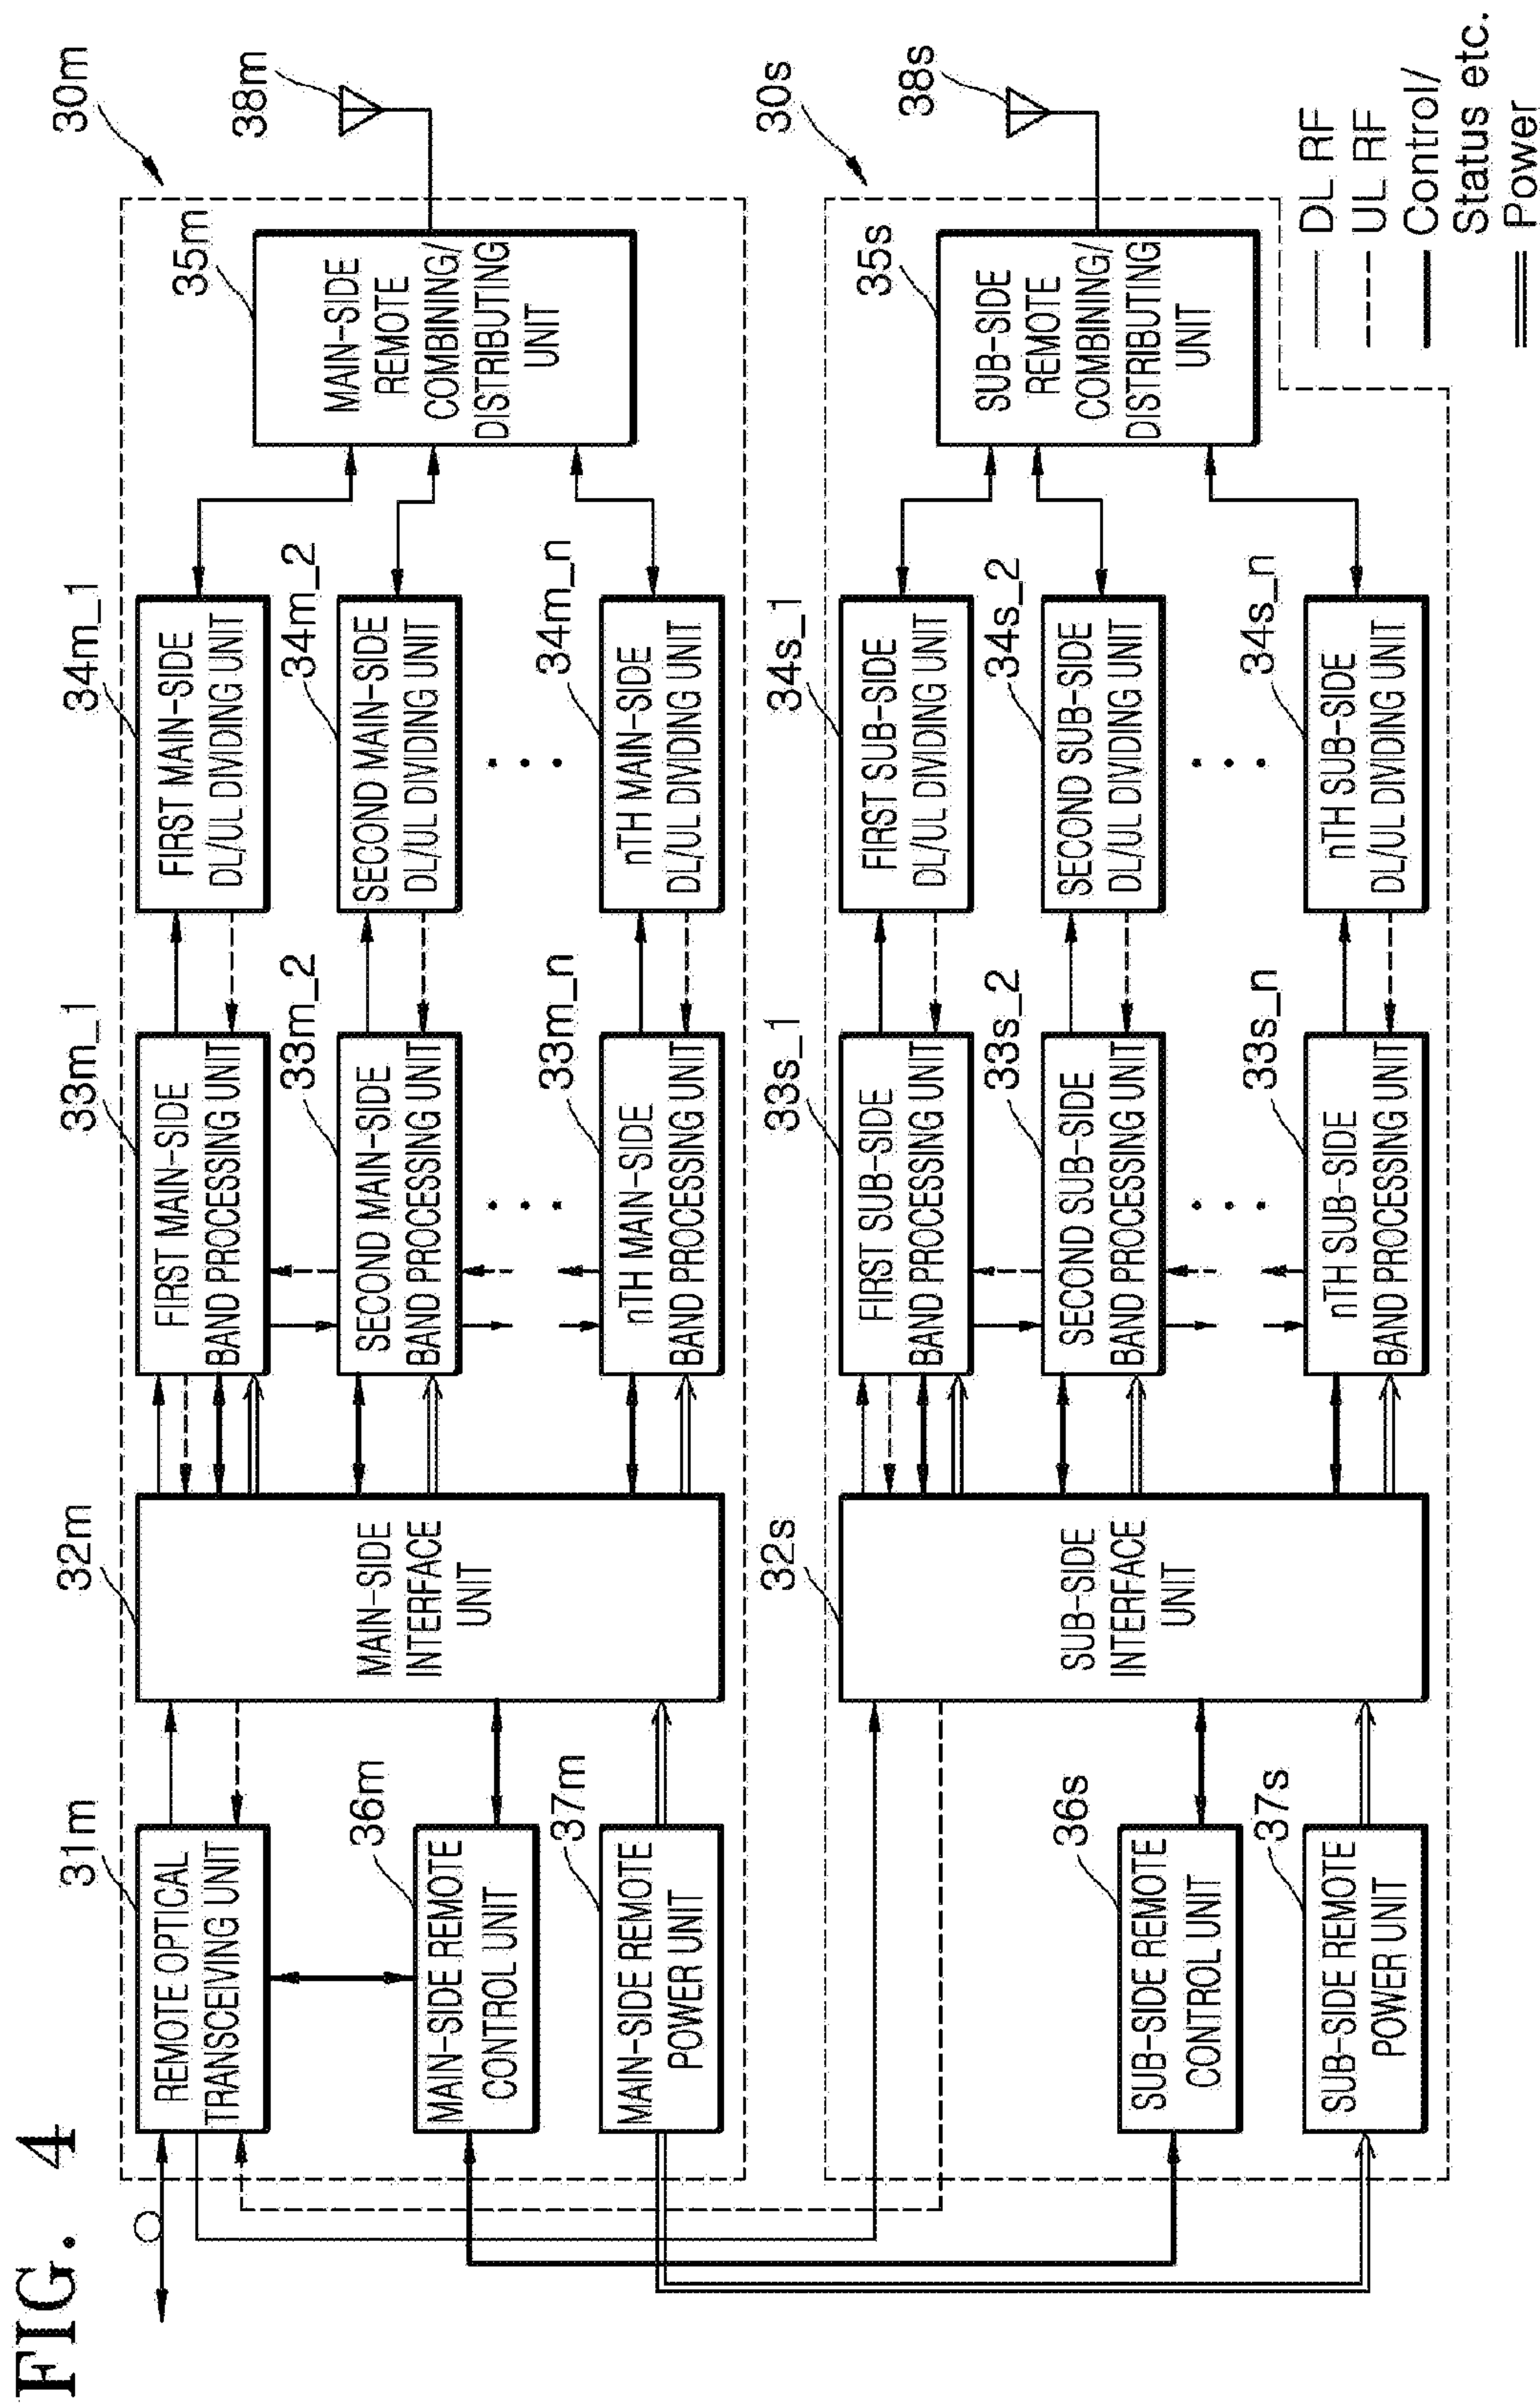 FIG. 4
30m
31m
REMOTE OPTICAL
TRANSCEIVING UNIT
32m
MAIN-SIDE
INTERFACE
UNIT
33m_1
FIRST MAIN-SIDE
BAND PROCESSING UNIT
34m_1
FIRST MAIN-SIDE
DL/UL DIVIDING UNIT
35m
MAIN-SIDE
REMOTE
COMBINING/
DISTRIBUTING
UNIT
38m
36m
MAIN-SIDE REMOTE
CONTROL UNIT
33m_2
SECOND MAIN-SIDE
BAND PROCESSING UNIT
34m_2
SECOND MAIN-SIDE
DL/UL DIVIDING UNIT
37m
MAIN-SIDE REMOTE
POWER UNIT
33m_n
nTH MAIN-SIDE
BAND PROCESSING UNIT
34m_n
nTH MAIN-SIDE
DL/UL DIVIDING UNIT
30s
32s
SUB-SIDE
INTERFACE
UNIT
33s_1
FIRST SUB-SIDE
BAND PROCESSING UNIT
34s_1
FIRST SUB-SIDE
DL/UL DIVIDING UNIT
35s
SUB-SIDE
REMOTE
COMBINING/
DISTRIBUTING
UNIT
38s
36s
SUB-SIDE REMOTE
CONTROL UNIT
33s_2
SECOND SUB-SIDE
BAND PROCESSING UNIT
34s_2
SECOND SUB-SIDE
DL/UL DIVIDING UNIT
37s
SUB-SIDE REMOTE
POWER UNIT
33s_n
nTH SUB-SIDE
BAND PROCESSING UNIT
34s_n
nTH SUB-SIDE
DL/UL DIVIDING UNIT
DL RF
UL RF
Control/
Status etc.
Power